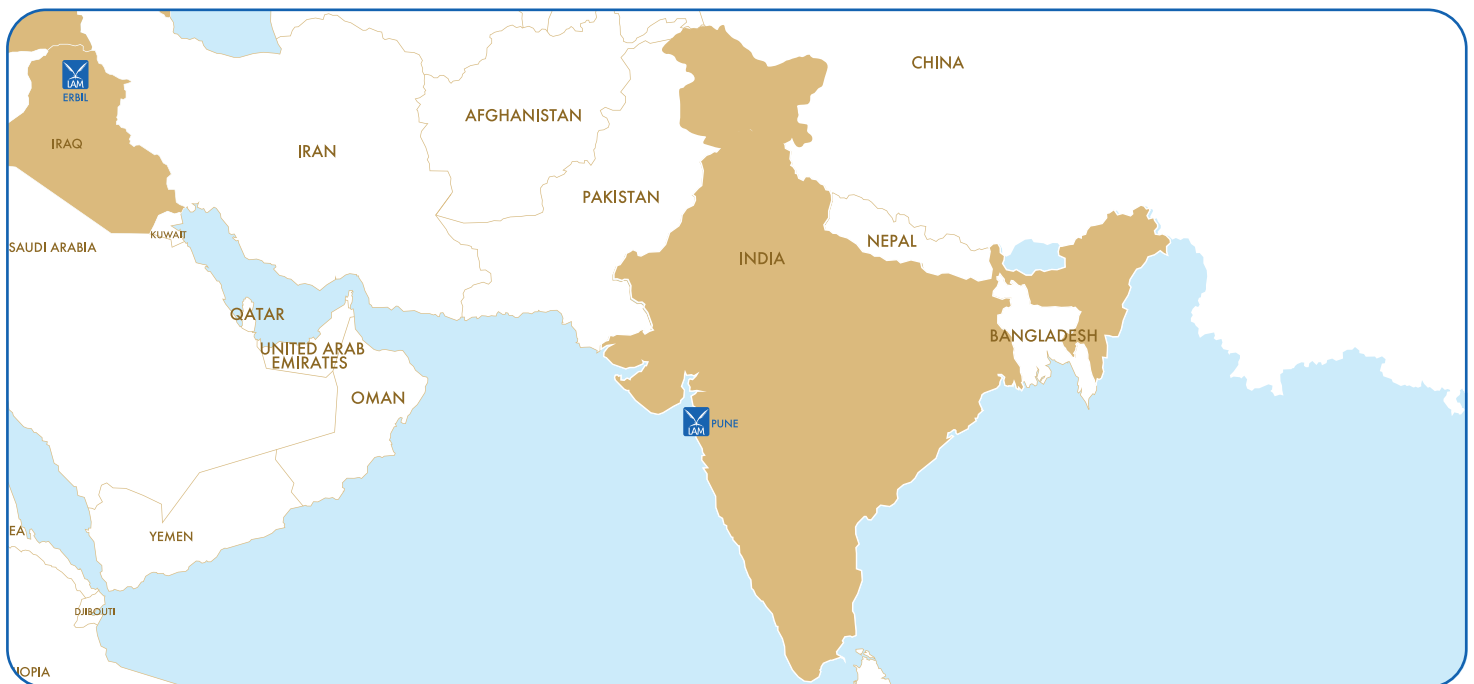 CHINA
LAM
ERBIL
AFGHANISTAN
IRAQ
IRAN
PAKISTAN
KUWAIT
NEPAL
SAUDI ARABIA
INDIA
QATAR
BANGLADESH
UNITED ARAB
EMIRATES
OMAN
LAM
PUNE
EA
YEMEN
DJIBOUTI
IOPIA